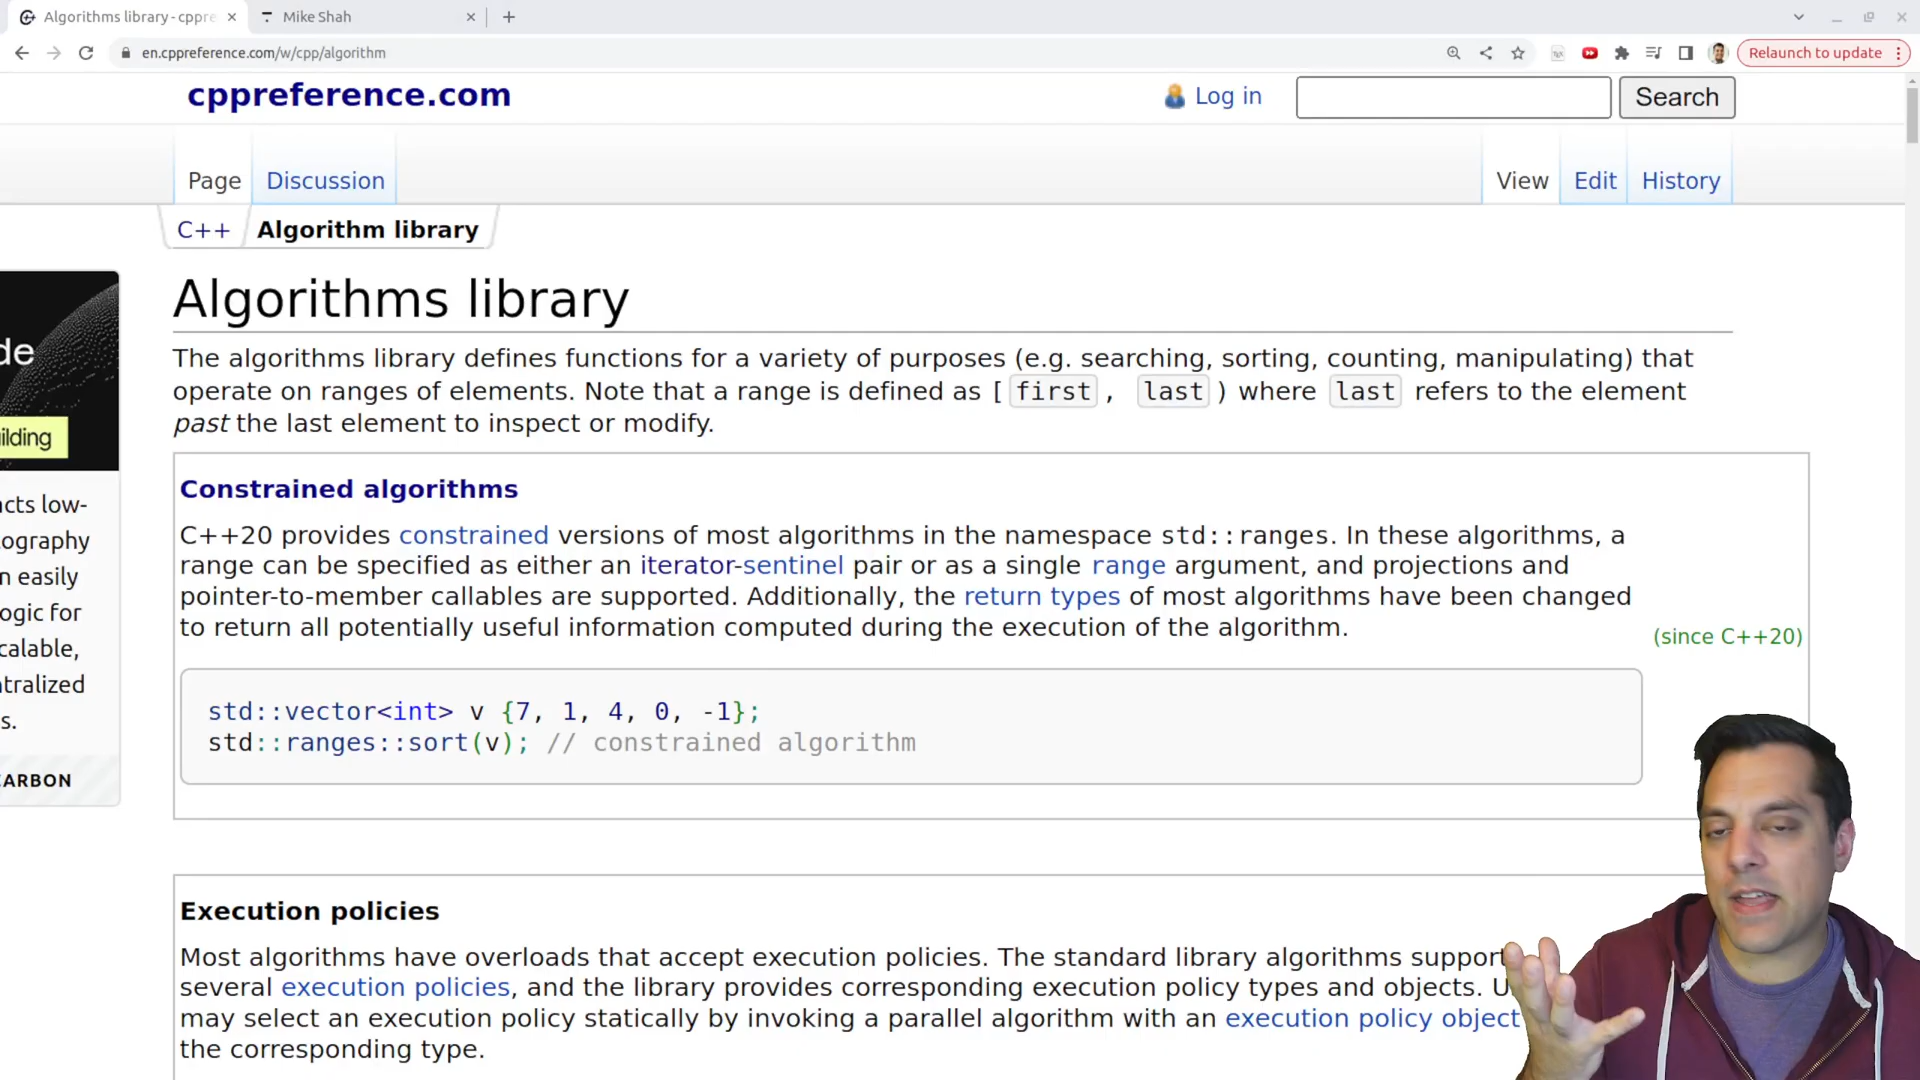 Algorithms library - cppre
Mike Shah
en.cppreference.com/w/cpp/algorithm
Relaunch to update
cppreference.com
Log in
Search
Page
Discussion
View
Edit
History
C++
Algorithm library
Algorithms library
The algorithms library defines functions for a variety of purposes (e.g. searching, sorting, counting, manipulating) that
operate on ranges of elements. Note that a range is defined as [ first , last ) where last refers to the element
past the last element to inspect or modify.
Constrained algorithms
C++20 provides constrained versions of most algorithms in the namespace std::ranges. In these algorithms, a
range can be specified as either an iterator-sentinel pair or as a single range argument, and projections and
pointer-to-member callables are supported. Additionally, the return types of most algorithms have been changed
to return all potentially useful information computed during the execution of the algorithm.
(since C++20)
std::vector<int> v {7, 1, 4, 0, -1};
std::ranges::sort(v); // constrained algorithm
Execution policies
Most algorithms have overloads that accept execution policies. The standard library algorithms support
several execution policies, and the library provides corresponding execution policy types and objects. U
may select an execution policy statically by invoking a parallel algorithm with an execution policy object
the corresponding type.
de
ilding
acts low-
ography
n easily
ogic for
calable,
tralized
s.
CARBON